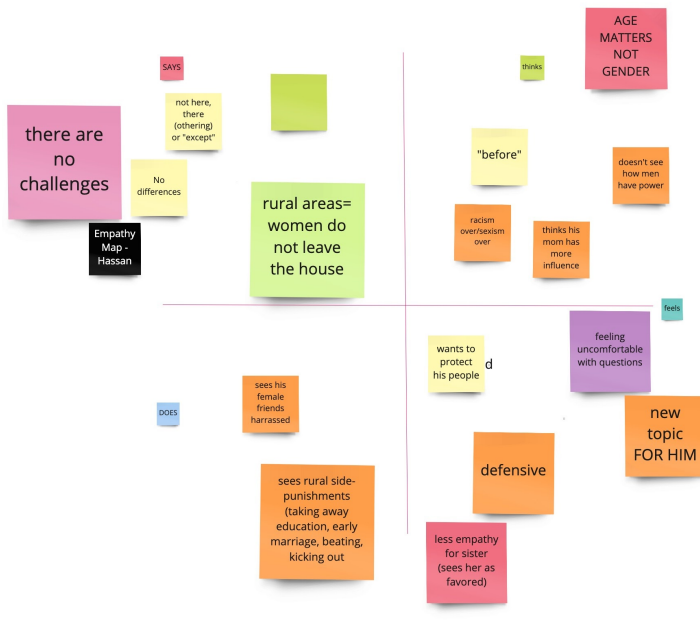 SAYS
not here,
there
(othering)
or "except"
there are
no
challenges
No
differences
Empathy
Map -
Hassan
rural areas=
women do
not leave
the house
thinks
AGE
MATTERS
NOT
GENDER
"before"
doesn't see
how men
have power
racism
over/sexism
over
thinks his
mom has
more
influence
DOES
sees his
female
friends
harrassed
sees rural side-
punishments
(taking away
education, early
marriage, beating,
kicking out
feels
wants to
protect
his people
d
feeling
uncomfortable
with questions
new
topic
FOR HIM
defensive
less empathy
for sister
(sees her as
favored)